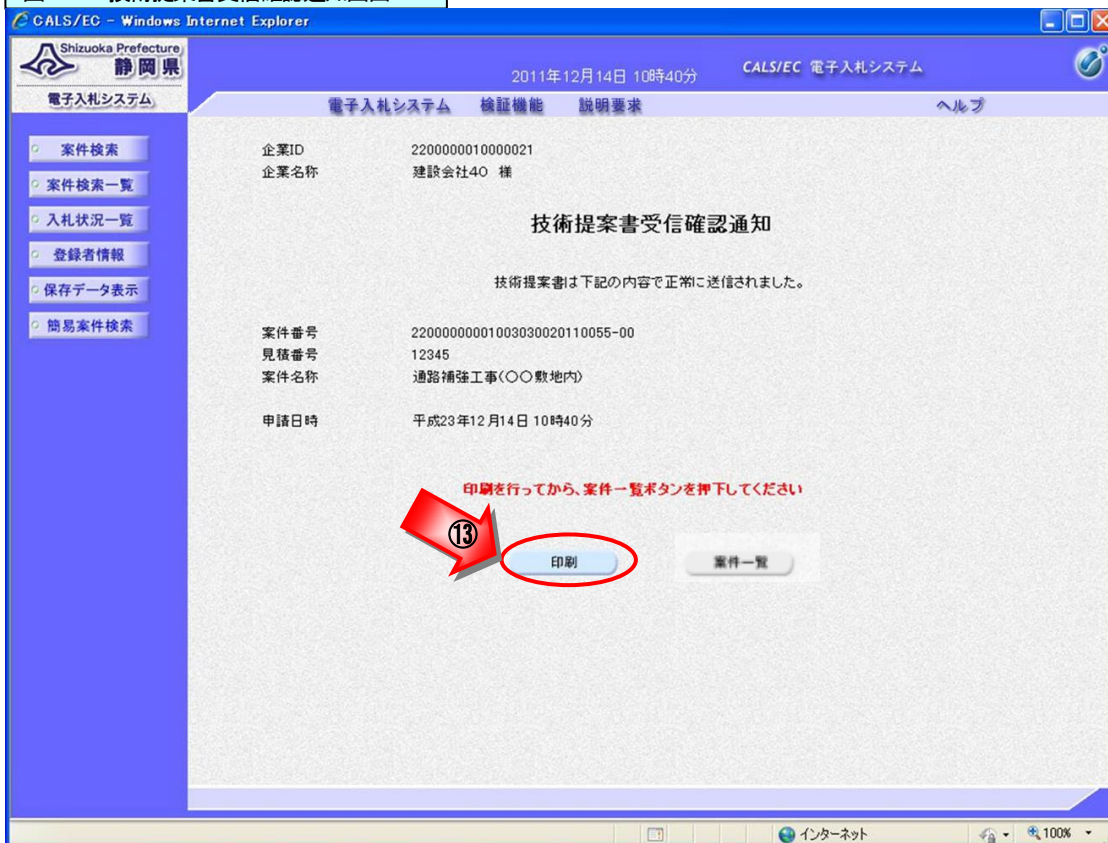 CALS/EC - Windows Internet Explorer
Shizuoka Prefecture
静岡県
2011年12月14日 10時40分
CALS/EC 電子入札システム
電子入札システム
電子入札システム 検証機能 説明要求 ヘルプ
案件検索
案件検索一覧
入札状況一覧
登録者情報
保存データ表示
簡易案件検索
企業ID 2200000010000021
企業名称 建設会社40 様
技術提案書受信確認通知
技術提案書は下記の内容で正常に送信されました。
案件番号 2200000000100303002011​0055-00
見積番号 12345
案件名称 通路補強工事(〇〇敷地内)
申請日時 平成23年12月14日 10時40分
印刷を行ってから、案件一覧ボタンを押下してください
⑬
印刷
案件一覧
インターネット
100%